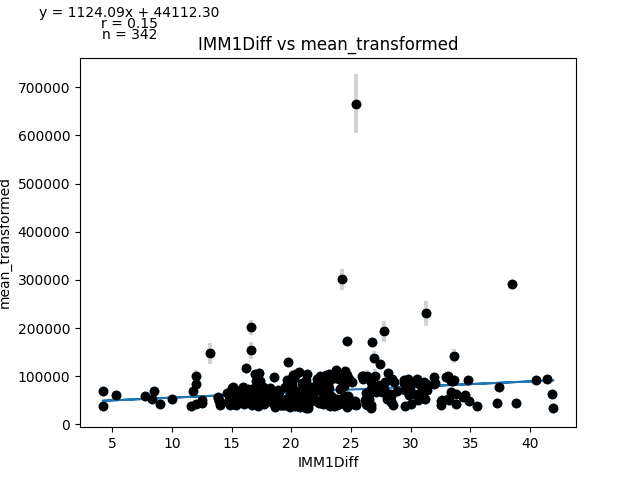 y = 1124.09x + 44112.30
r = 0.15
n = 342
IMM1Diff vs mean_transformed
700000
600000
500000
400000
300000
200000
100000
0
mean_transformed
5 10 15 20 25 30 35 40
IMM1Diff